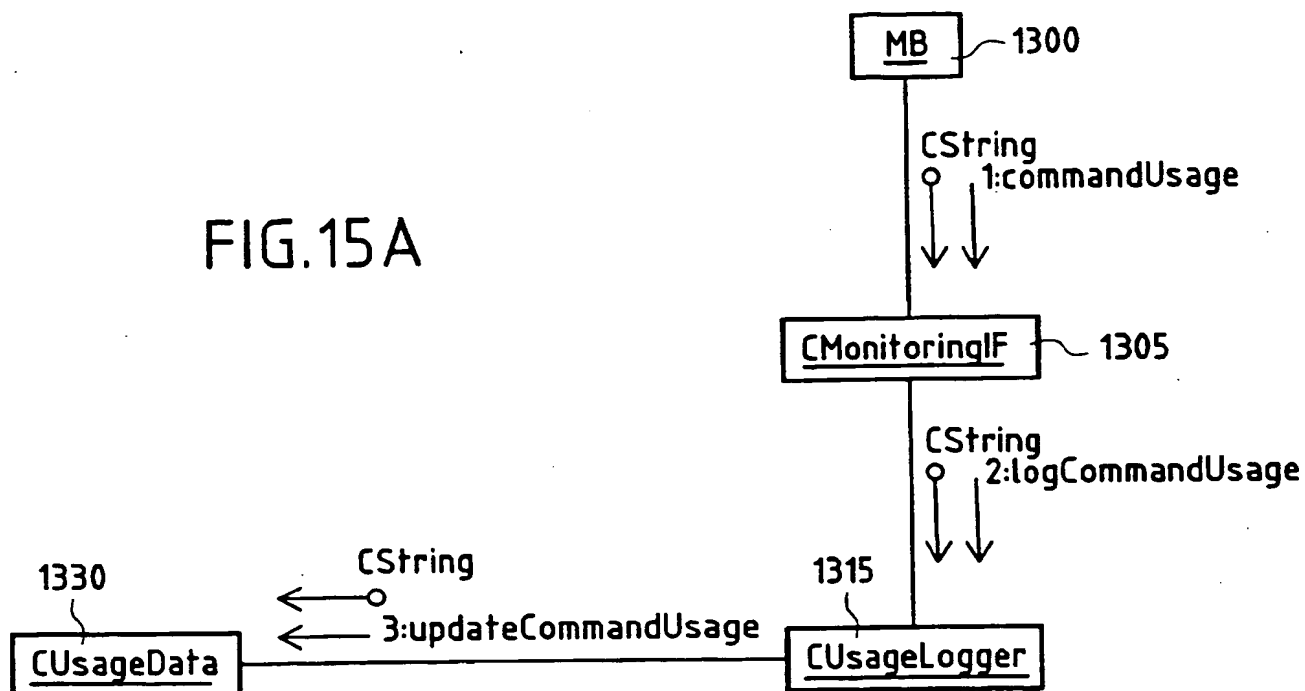 MB
1300
CString
1:commandUsage
FIG.15A
CMonitoringIF
1305
CString
2:logCommandUsage
CString
1330
1315
3:updateCommandUsage
CUsageData
CUsageLogger